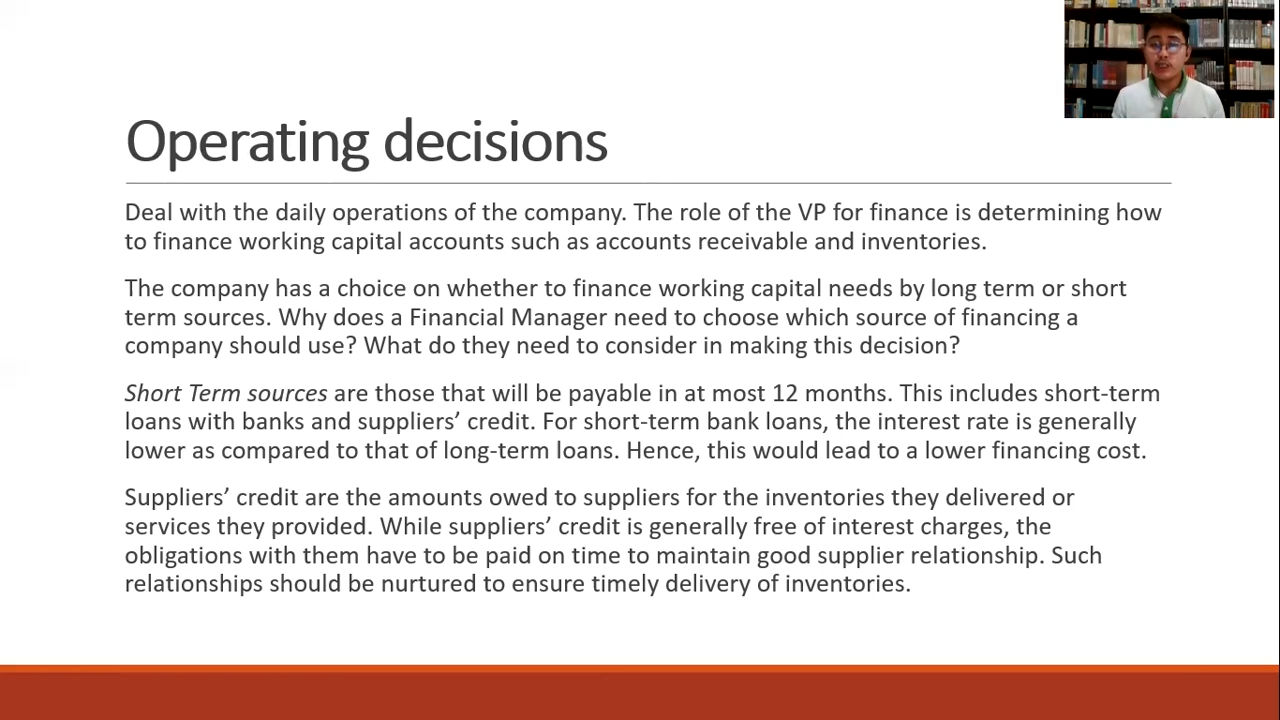 Operating decisions
Deal with the daily operations of the company. The role of the VP for finance is determining how
to finance working capital accounts such as accounts receivable and inventories.
The company has a choice on whether to finance working capital needs by long term or short
term sources. Why does a Financial Manager need to choose which source of financing a
company should use? What do they need to consider in making this decision?
Short Term sources are those that will be payable in at most 12 months. This includes short-term
loans with banks and suppliers’ credit. For short-term bank loans, the interest rate is generally
lower as compared to that of long-term loans. Hence, this would lead to a lower financing cost.
Suppliers’ credit are the amounts owed to suppliers for the inventories they delivered or
services they provided. While suppliers’ credit is generally free of interest charges, the
obligations with them have to be paid on time to maintain good supplier relationship. Such
relationships should be nurtured to ensure timely delivery of inventories.